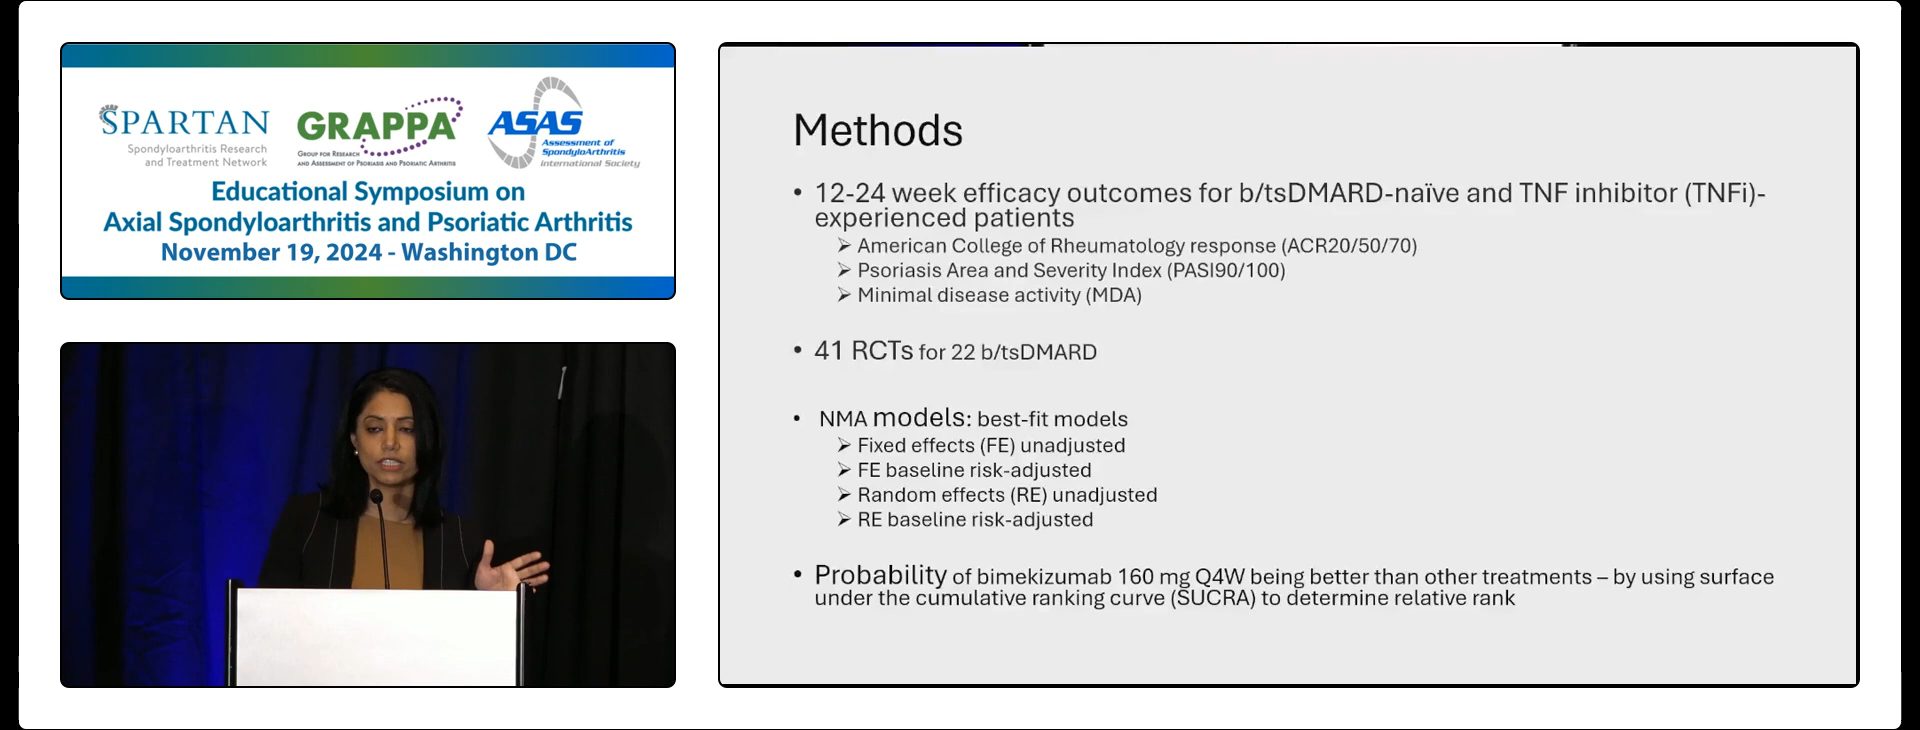 SPARTAN
Spondyloarthritis Research
and Treatment Network
GRAPPA
GROUP FOR RESEARCH
AND ASSESSMENT OF PSORIASIS AND PSORIATIC ARTHRITIS
ASAS
Assessment of
SpondyloArthritis
international Society
Educational Symposium on
Axial Spondyloarthritis and Psoriatic Arthritis
November 19, 2024 - Washington DC
Methods
• 12-24 week efficacy outcomes for b/tsDMARD-naïve and TNF inhibitor (TNFi)-
experienced patients
➢ American College of Rheumatology response (ACR20/50/70)
➢ Psoriasis Area and Severity Index (PASI90/100)
➢ Minimal disease activity (MDA)
• 41 RCTs for 22 b/tsDMARD
• NMA models: best-fit models
➢ Fixed effects (FE) unadjusted
➢ FE baseline risk-adjusted
➢ Random effects (RE) unadjusted
➢ RE baseline risk-adjusted
• Probability of bimekizumab 160 mg Q4W being better than other treatments – by using surface
under the cumulative ranking curve (SUCRA) to determine relative rank